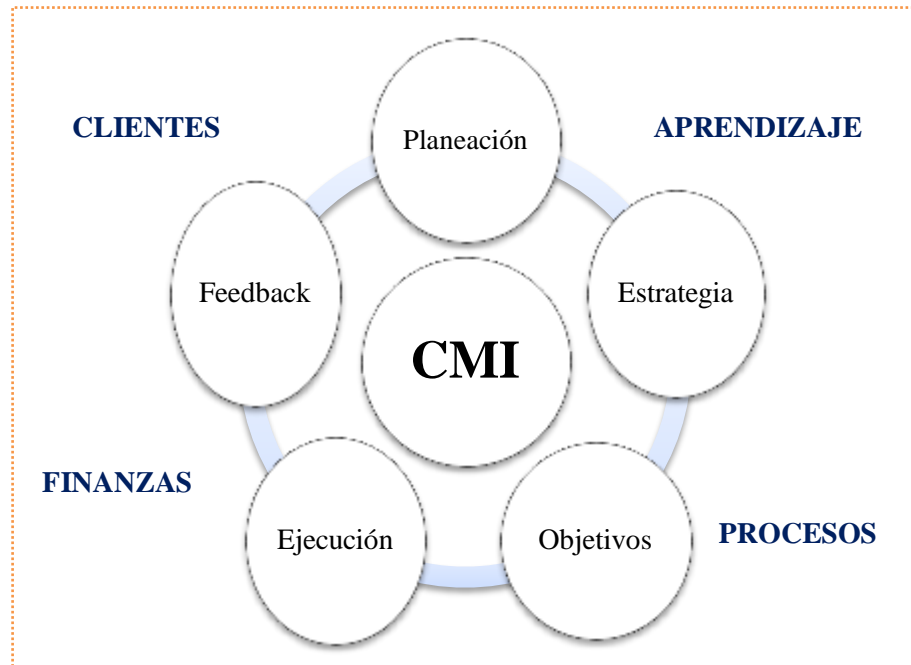 CLIENTES
Planeación
APRENDIZAJE
Feedback
Estrategia
CMI
FINANZAS
Ejecución
Objetivos
PROCESOS